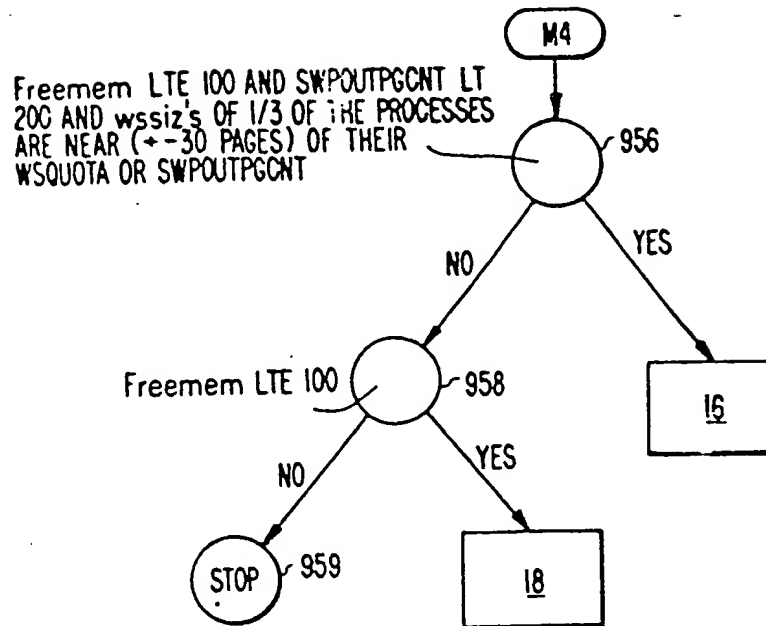 M4
Freemem LTE 100 AND SWPOUTPGCNT LT
200 AND wssiz's OF 1/3 OF THE PROCESSES
ARE NEAR (+-30 PAGES) OF THEIR
WSQUOTA OR SWPOUTPGCNT
956
NO
YES
Freemem LTE 100
958
16
NO
YES
STOP
959
18